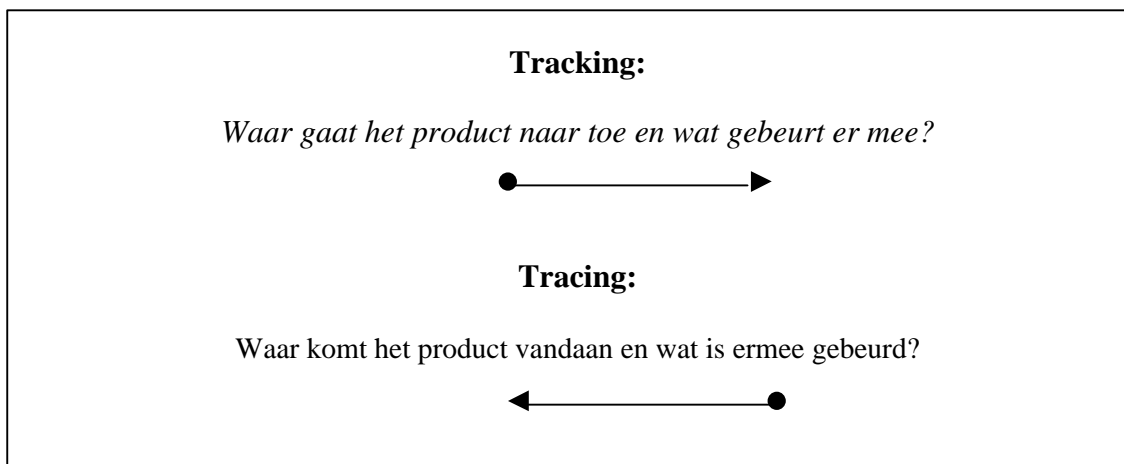 Tracking:
Waar gaat het product naar toe en wat gebeurt er mee?
Tracing:
Waar komt het product vandaan en wat is ermee gebeurd?